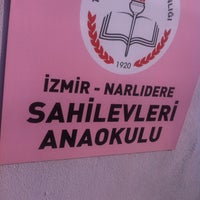 1920
İZMİR - NARLIDERE
SAHİLEVLERİ
ANAOKULU